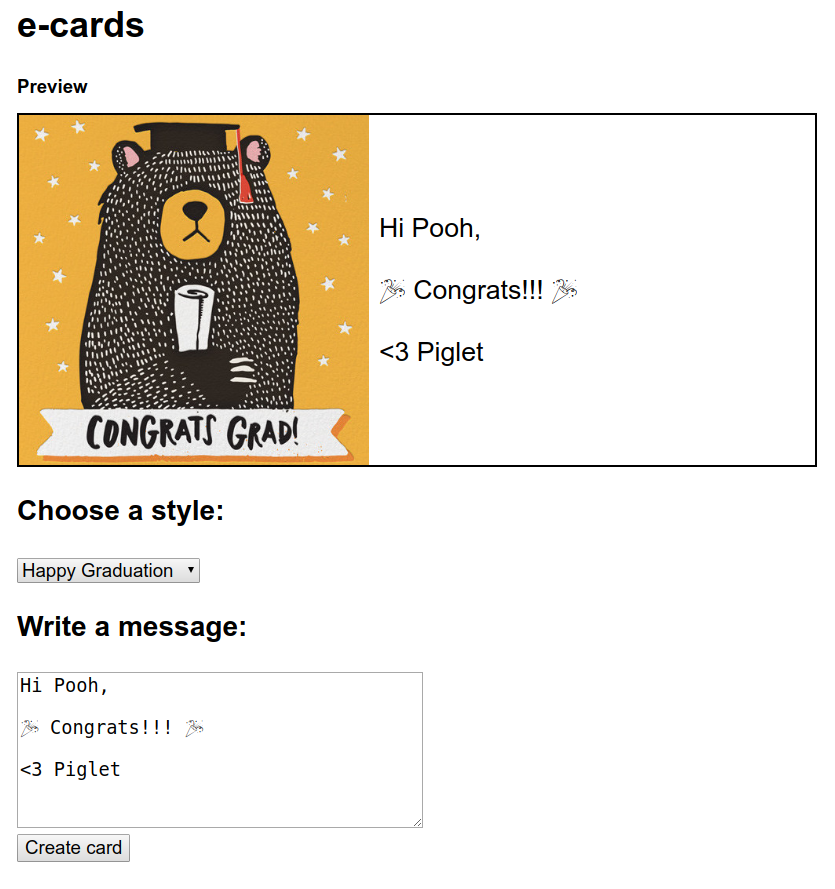 e-cards
Preview
CONGRATS GRAD!
Hi Pooh,
🎉 Congrats!!! 🎉
<3 Piglet
Choose a style:
Happy Graduation
Write a message:
Hi Pooh,
🎉 Congrats!!! 🎉
<3 Piglet
Create card